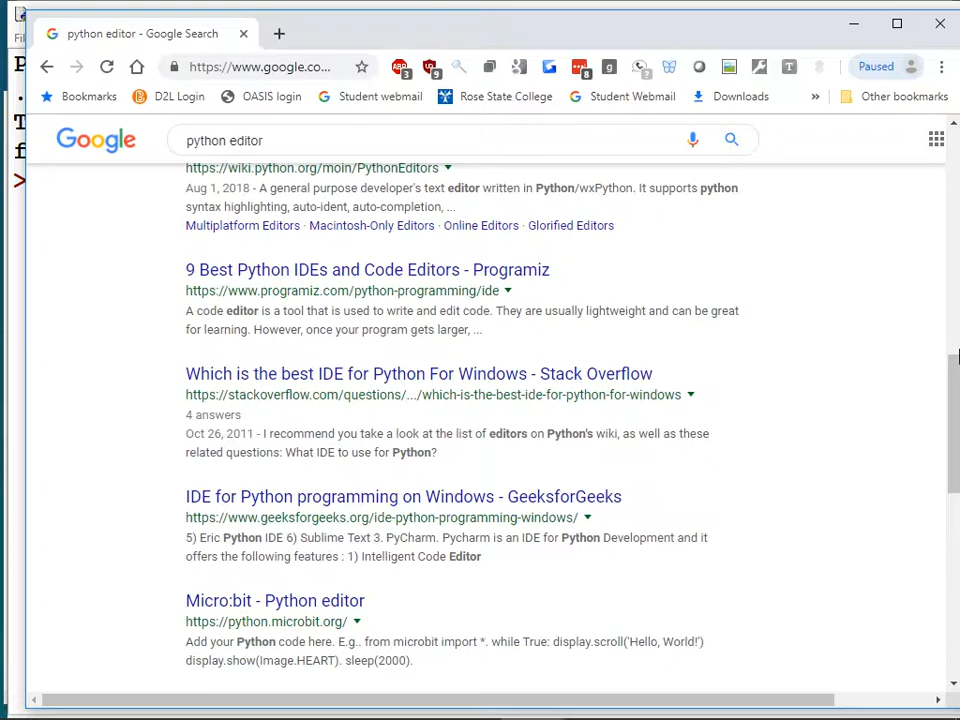 python editor - Google Search
https://www.google.co...
3
9
8
?
g
T
Paused
Bookmarks
D2L Login
OASIS login
Student webmail
Rose State College
Student Webmail
Downloads
»
Other bookmarks
Google
python editor
https://wiki.python.org/moin/PythonEditors
Aug 1, 2018 - A general purpose developer's text editor written in Python/wxPython. It supports python
syntax highlighting, auto-ident, auto-completion, ...
Multiplatform Editors · Macintosh-Only Editors · Online Editors · Glorified Editors
9 Best Python IDEs and Code Editors - Programiz
https://www.programiz.com/python-programming/ide
A code editor is a tool that is used to write and edit code. They are usually lightweight and can be great
for learning. However, once your program gets larger, ...
Which is the best IDE for Python For Windows - Stack Overflow
https://stackoverflow.com/questions/.../which-is-the-best-ide-for-python-for-windows
4 answers
Oct 26, 2011 - I recommend you take a look at the list of editors on Python's wiki, as well as these
related questions: What IDE to use for Python?
IDE for Python programming on Windows - GeeksforGeeks
https://www.geeksforgeeks.org/ide-python-programming-windows/
5) Eric Python IDE 6) Sublime Text 3. PyCharm. Pycharm is an IDE for Python Development and it
offers the following features : 1) Intelligent Code Editor
Micro:bit - Python editor
https://python.microbit.org/
Add your Python code here. E.g.. from microbit import *. while True: display.scroll('Hello, World!')
display.show(Image.HEART). sleep(2000).